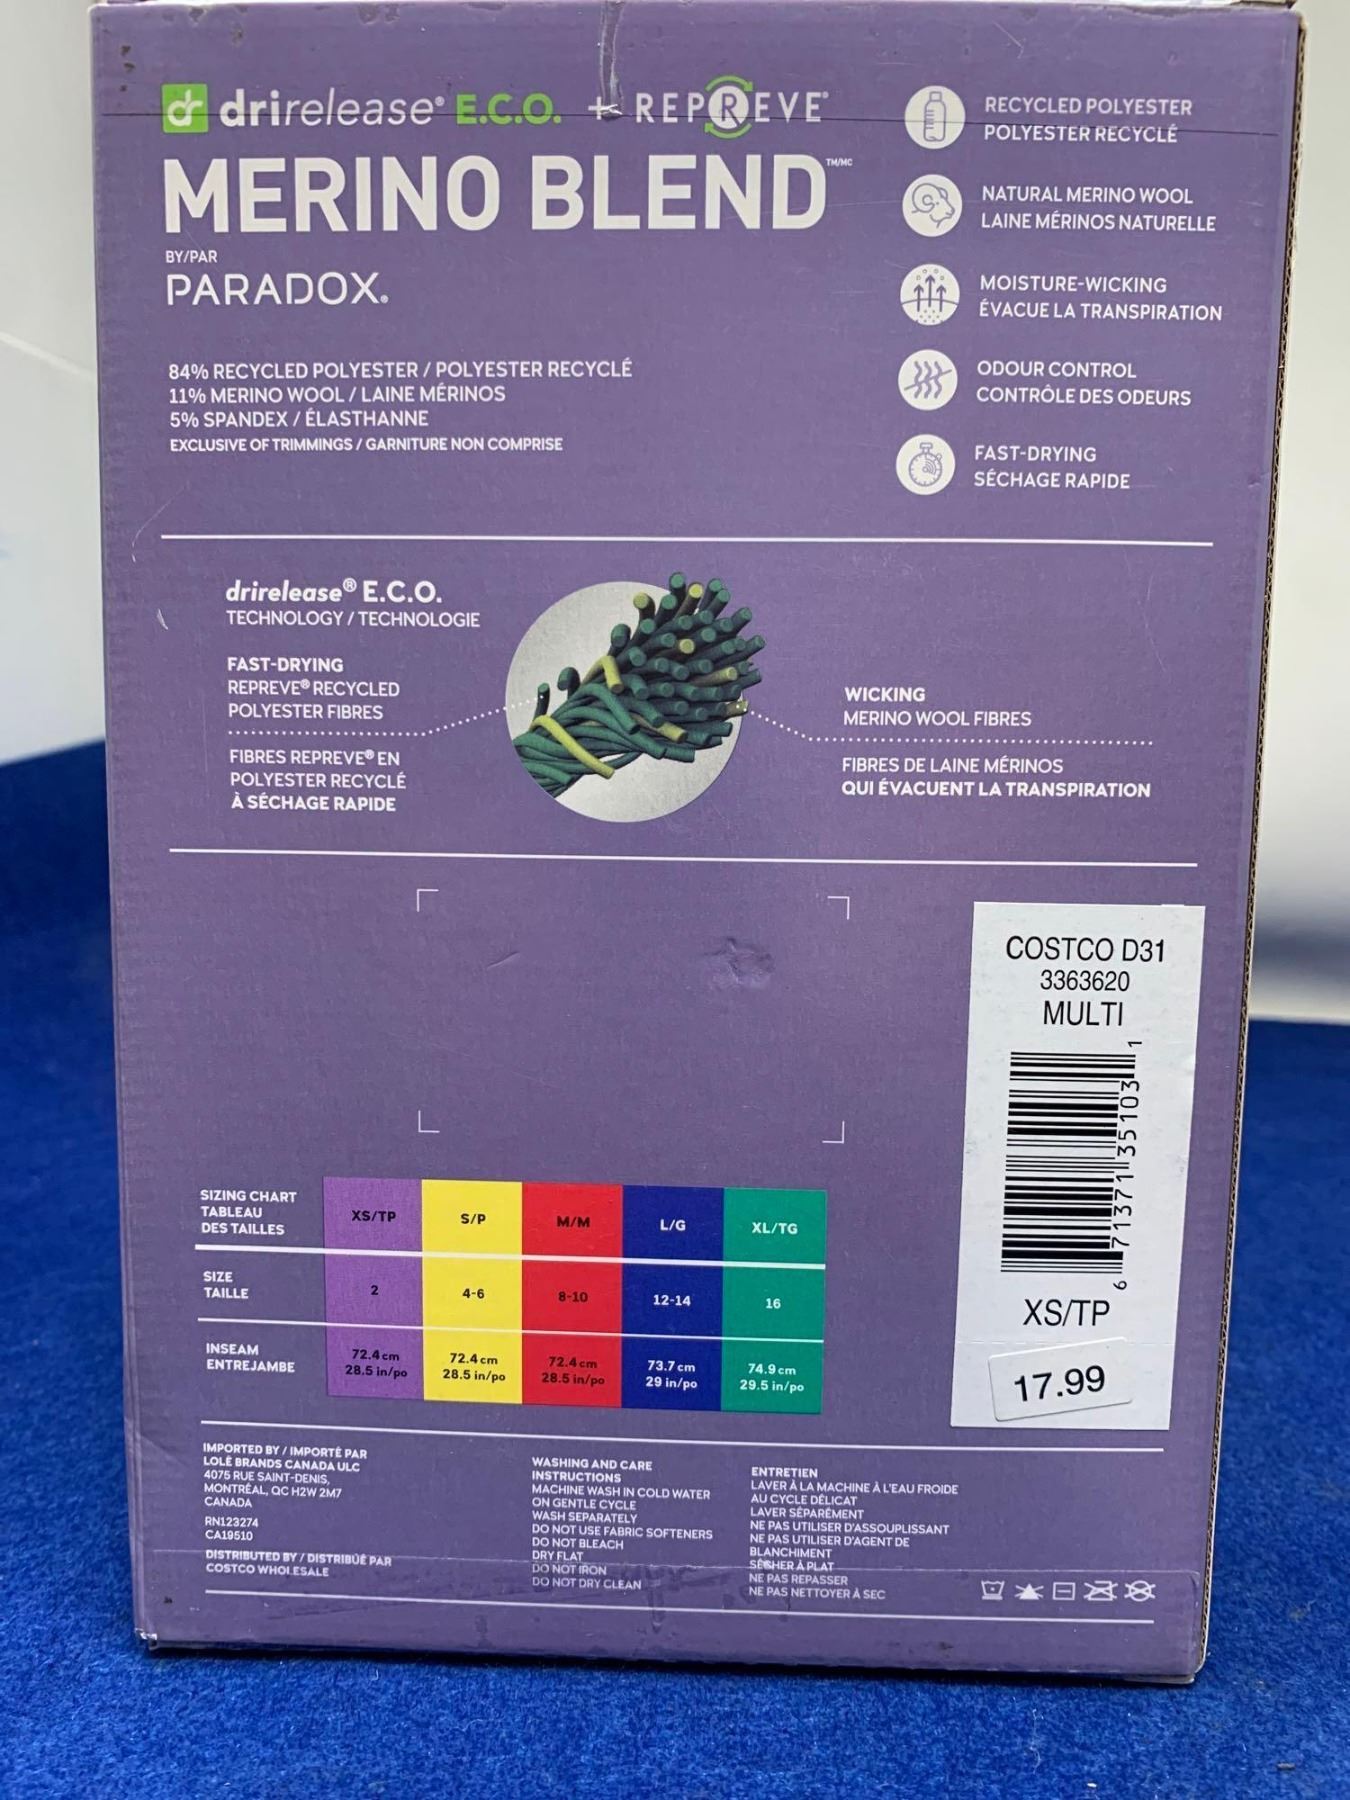 dr drirelease® E.C.O. + REPREVE®
MERINO BLEND™/MC
BY/PAR
PARADOX®
84% RECYCLED POLYESTER / POLYESTER RECYCLÉ
11% MERINO WOOL / LAINE MÉRINOS
5% SPANDEX / ÉLASTHANNE
EXCLUSIVE OF TRIMMINGS / GARNITURE NON COMPRISE
RECYCLED POLYESTER
POLYESTER RECYCLÉ
NATURAL MERINO WOOL
LAINE MÉRINOS NATURELLE
MOISTURE-WICKING
ÉVACUE LA TRANSPIRATION
ODOUR CONTROL
CONTRÔLE DES ODEURS
FAST-DRYING
SÉCHAGE RAPIDE
drirelease® E.C.O.
TECHNOLOGY / TECHNOLOGIE
FAST-DRYING
REPREVE® RECYCLED
POLYESTER FIBRES
FIBRES REPREVE® EN
POLYESTER RECYCLÉ
À SÉCHAGE RAPIDE
WICKING
MERINO WOOL FIBRES
FIBRES DE LAINE MÉRINOS
QUI ÉVACUENT LA TRANSPIRATION
COSTCO D31
3363620
MULTI
6 71371 35103 1
XS/TP
17.99
SIZING CHART
TABLEAU
DES TAILLES
XS/TP S/P M/M L/G XL/TG
SIZE
TAILLE
2 4-6 8-10 12-14 16
INSEAM
ENTREJAMBE
72.4 cm 72.4 cm 72.4 cm 73.7 cm 74.9 cm
28.5 in/po 28.5 in/po 28.5 in/po 29 in/po 29.5 in/po
IMPORTED BY / IMPORTÉ PAR
LOLË BRANDS CANADA ULC
4075 RUE SAINT-DENIS,
MONTRÉAL, QC H2W 2M7
CANADA
RN123274
CA19510
DISTRIBUTED BY / DISTRIBUÉ PAR
COSTCO WHOLESALE
WASHING AND CARE
INSTRUCTIONS
MACHINE WASH IN COLD WATER
ON GENTLE CYCLE
WASH SEPARATELY
DO NOT USE FABRIC SOFTENERS
DO NOT BLEACH
DRY FLAT
DO NOT IRON
DO NOT DRY CLEAN
ENTRETIEN
LAVER À LA MACHINE À L'EAU FROIDE
AU CYCLE DÉLICAT
LAVER SÉPARÉMENT
NE PAS UTILISER D'ASSOUPLISSANT
NE PAS UTILISER D'AGENT DE
BLANCHIMENT
SÉCHER À PLAT
NE PAS REPASSER
NE PAS NETTOYER À SEC